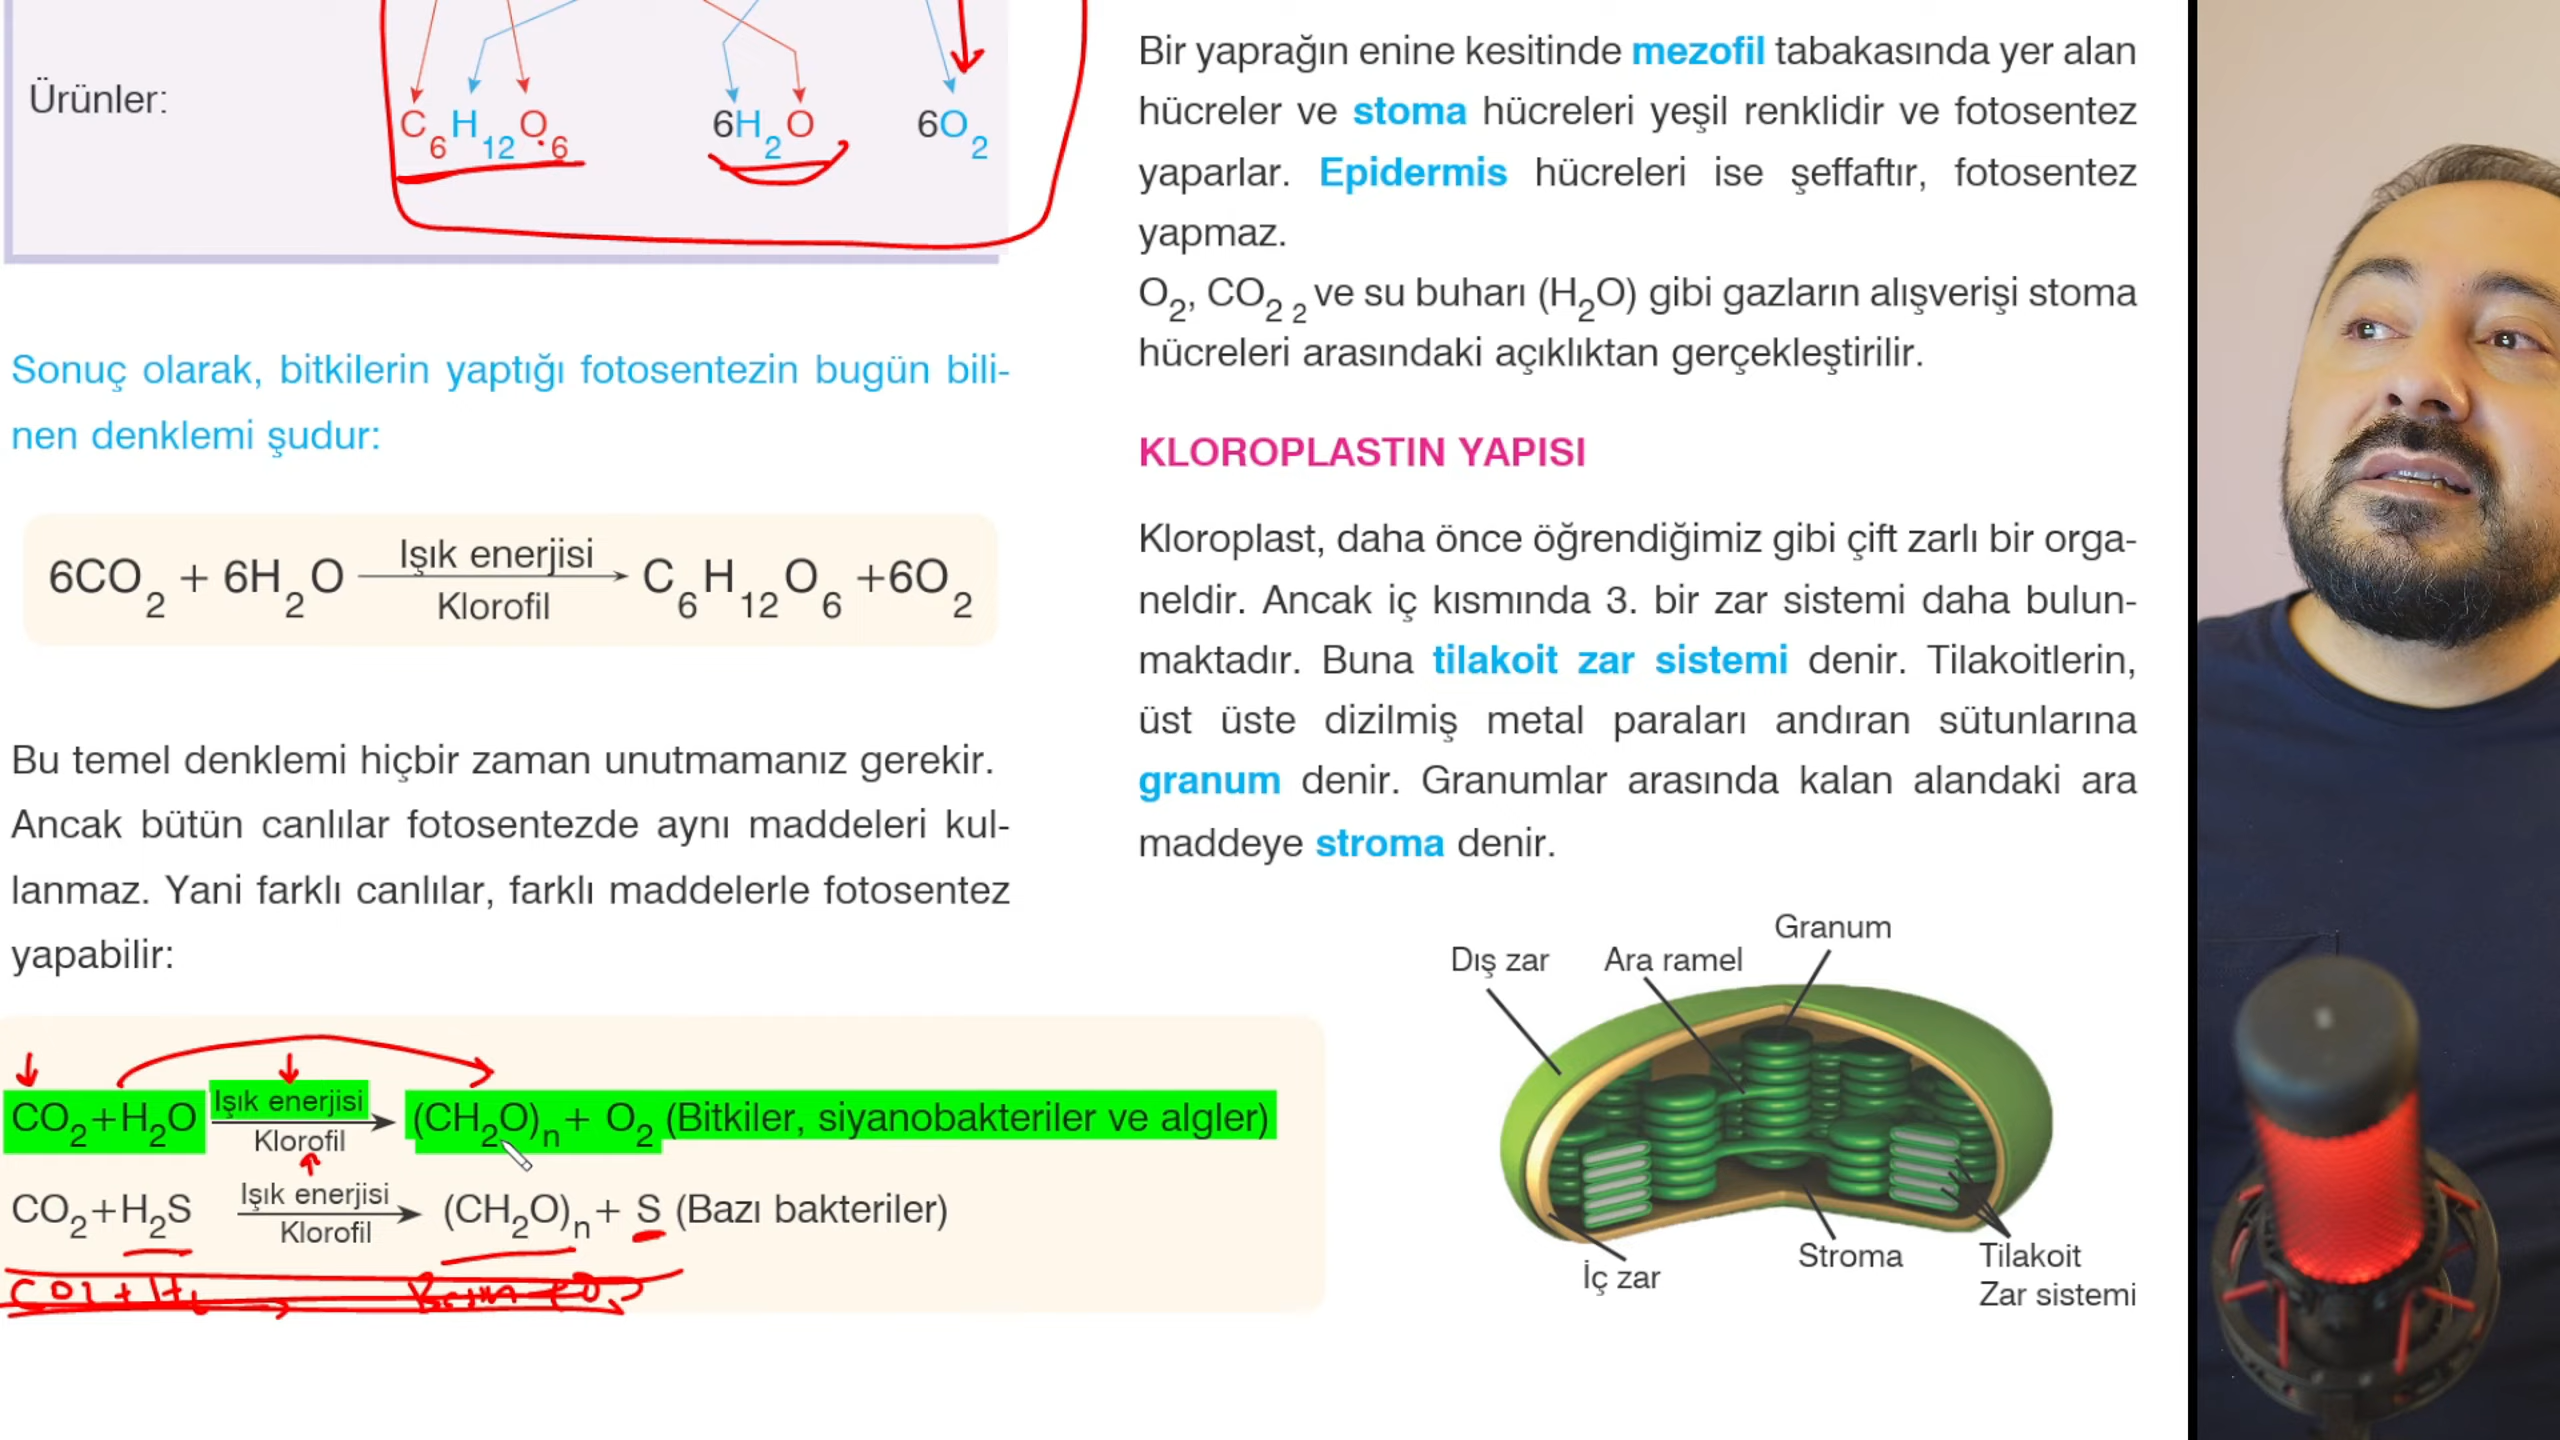 Ürünler:
C6H12O6 6H2O 6O2
Sonuç olarak, bitkilerin yaptığı fotosentezin bugün bili-
nen denklemi şudur:
6CO2 + 6H2O Işık enerjisi Klorofil C6H12O6 +6O2
Bu temel denklemi hiçbir zaman unutmamanız gerekir.
Ancak bütün canlılar fotosentezde aynı maddeleri kul-
lanmaz. Yani farklı canlılar, farklı maddelerle fotosentez
yapabilir:
CO2+H2O Işık enerjisi Klorofil (CH2O)n+ O2 (Bitkiler, siyanobakteriler ve algler)
CO2+H2S Işık enerjisi Klorofil (CH2O)n+ S (Bazı bakteriler)
CO2 + H2
Bir yaprağın enine kesitinde mezofil tabakasında yer alan
hücreler ve stoma hücreleri yeşil renklidir ve fotosentez
yaparlar. Epidermis hücreleri ise şeffaftır, fotosentez
yapmaz.
O2, CO2 2 ve su buharı (H2O) gibi gazların alışverişi stoma
hücreleri arasındaki açıklıktan gerçekleştirilir.
KLOROPLASTIN YAPISI
Kloroplast, daha önce öğrendiğimiz gibi çift zarlı bir orga-
neldir. Ancak iç kısmında 3. bir zar sistemi daha bulun-
maktadır. Buna tilakoit zar sistemi denir. Tilakoitlerin,
üst üste dizilmiş metal paraları andıran sütunlarına
granum denir. Granumlar arasında kalan alandaki ara
maddeye stroma denir.
Granum
Dış zar
Ara ramel
Stroma
İç zar
Tilakoit
Zar sistemi